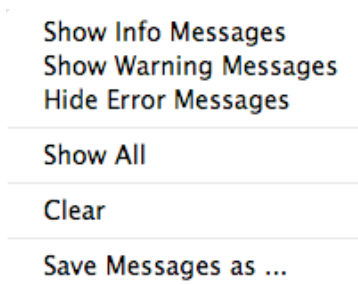 Show Info Messages
Show Warning Messages
Hide Error Messages
Show All
Clear
Save Messages as ...